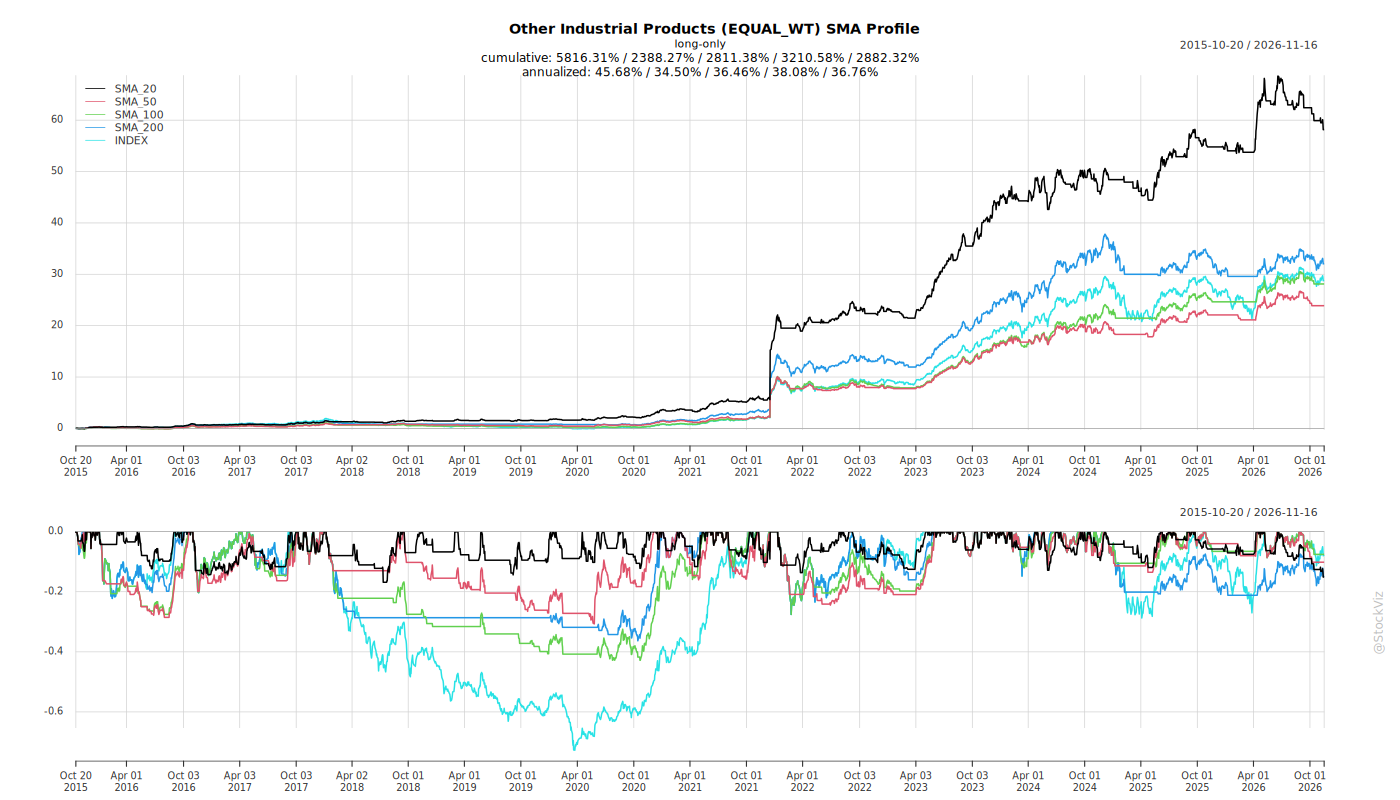 Other Industrial Products (EQUAL_WT) SMA Profile
long-only
2015-10-20 / 2026-11-16
cumulative: 5816.31% / 2388.27% / 2811.38% / 3210.58% / 2882.32%
annualized: 45.68% / 34.50% / 36.46% / 38.08% / 36.76%
SMA_20
SMA_50
SMA_100
SMA_200
INDEX
60
50
40
30
20
10
0
Oct 20 Apr 01 Oct 03 Apr 03 Oct 03 Apr 02 Oct 01 Apr 01 Oct 01 Apr 01 Oct 01 Apr 01 Oct 01 Apr 01 Oct 03 Apr 03 Oct 03 Apr 01 Oct 01 Apr 01 Oct 01 Apr 01 Oct 01
2015 2016 2016 2017 2017 2018 2018 2019 2019 2020 2020 2021 2021 2022 2022 2023 2023 2024 2024 2025 2025 2026 2026
2015-10-20 / 2026-11-16
0.0
-0.2
-0.4
-0.6
Oct 20 Apr 01 Oct 03 Apr 03 Oct 03 Apr 02 Oct 01 Apr 01 Oct 01 Apr 01 Oct 01 Apr 01 Oct 01 Apr 01 Oct 03 Apr 03 Oct 03 Apr 01 Oct 01 Apr 01 Oct 01 Apr 01 Oct 01
2015 2016 2016 2017 2017 2018 2018 2019 2019 2020 2020 2021 2021 2022 2022 2023 2023 2024 2024 2025 2025 2026 2026
@StockViz